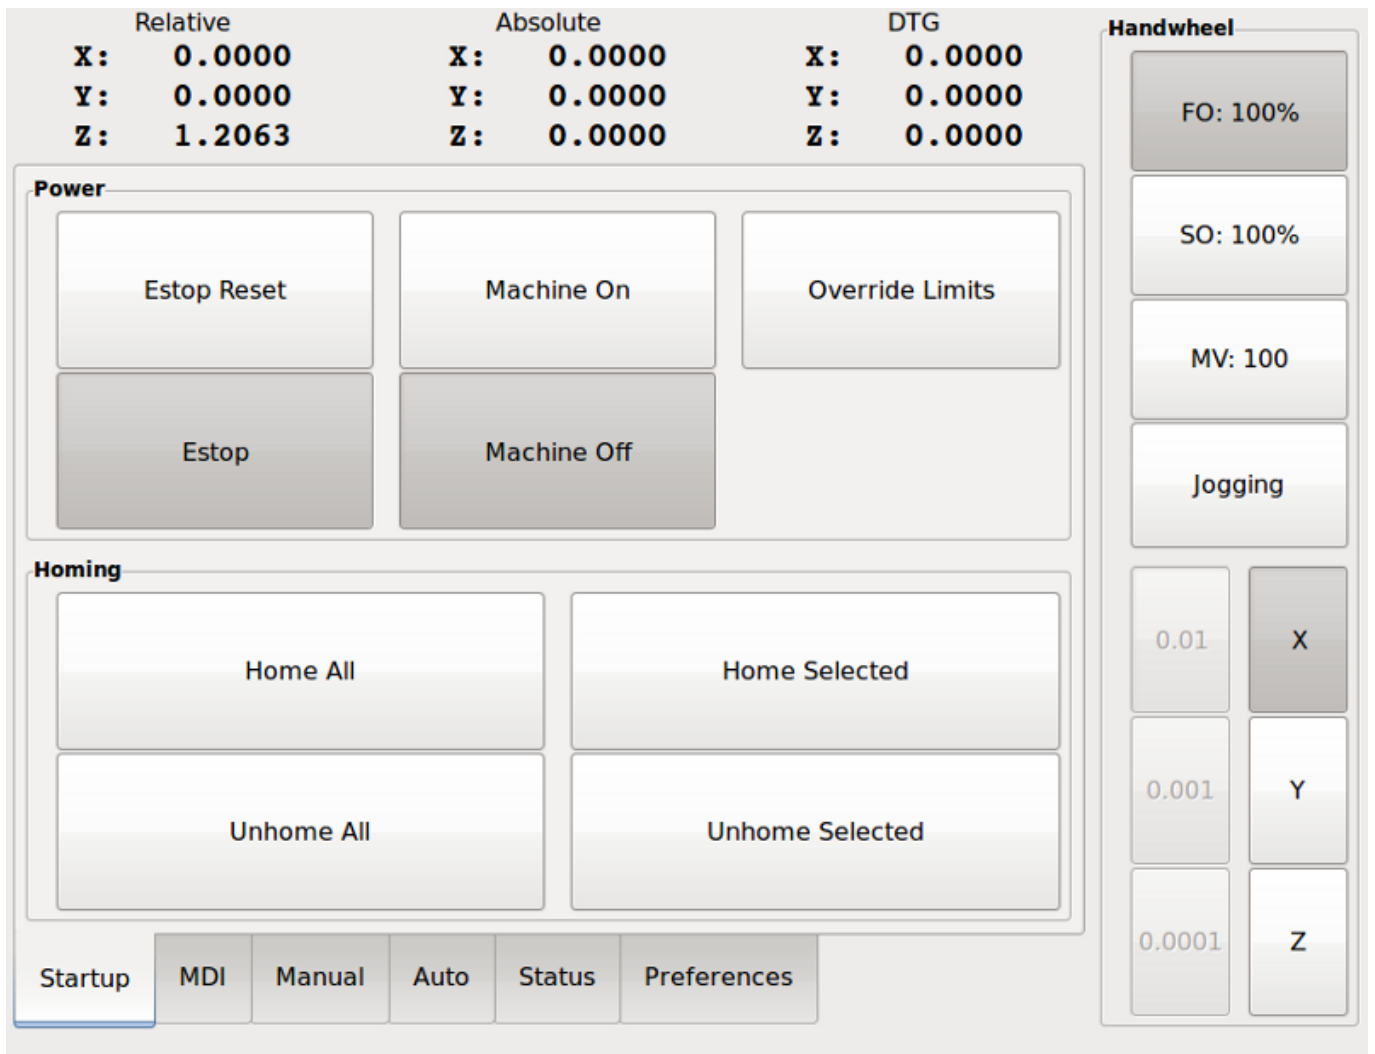 Relative Absolute DTG
X: 0.0000 X: 0.0000 X: 0.0000
Y: 0.0000 Y: 0.0000 Y: 0.0000
Z: 1.2063 Z: 0.0000 Z: 0.0000
Power
Estop Reset Machine On Override Limits
Estop Machine Off
Homing
Home All Home Selected
Unhome All Unhome Selected
Startup MDI Manual Auto Status Preferences
Handwheel
FO: 100%
SO: 100%
MV: 100
Jogging
0.01 X
0.001 Y
0.0001 Z